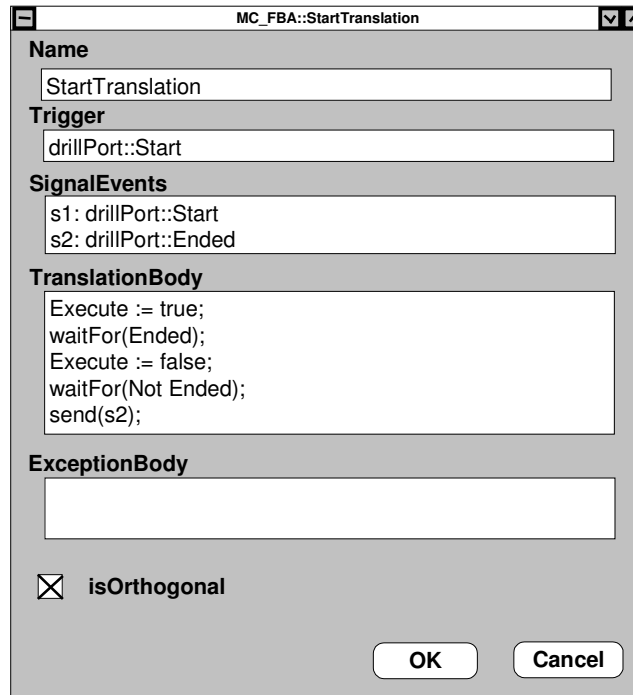 MC_FBA::StartTranslation
Name
StartTranslation
Trigger
drillPort::Start
SignalEvents
s1: drillPort::Start
s2: drillPort::Ended
TranslationBody
Execute := true;
waitFor(Ended);
Execute := false;
waitFor(Not Ended);
send(s2);
ExceptionBody
isOrthogonal
OK Cancel